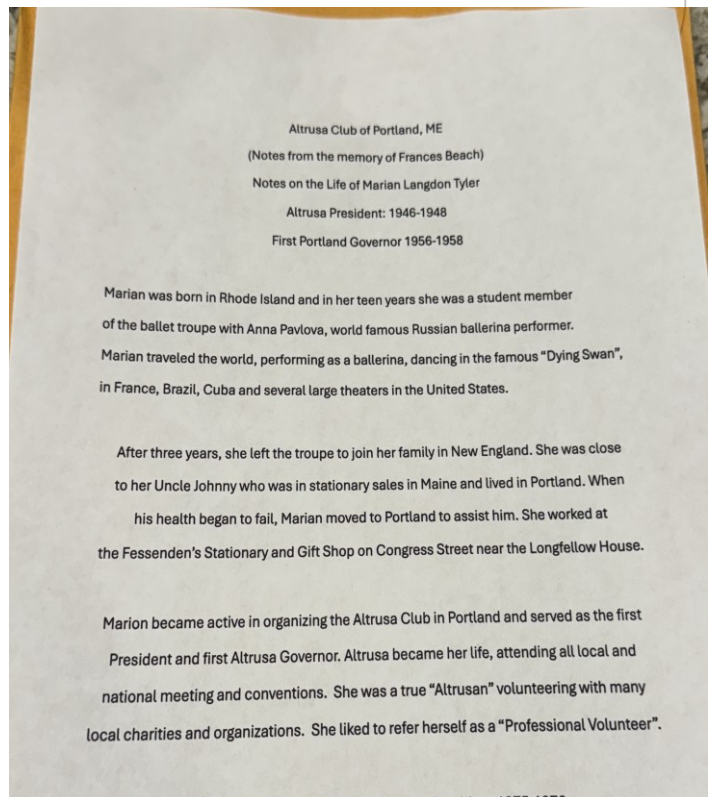 Altrusa Club of Portland, ME
(Notes from the memory of Frances Beach)
Notes on the Life of Marian Langdon Tyler
Altrusa President: 1946-1948
First Portland Governor 1956-1958
Marian was born in Rhode Island and in her teen years she was a student member
of the ballet troupe with Anna Pavlova, world famous Russian ballerina performer.
Marian traveled the world, performing as a ballerina, dancing in the famous “Dying Swan”,
in France, Brazil, Cuba and several large theaters in the United States.
After three years, she left the troupe to join her family in New England. She was close
to her Uncle Johnny who was in stationary sales in Maine and lived in Portland. When
his health began to fail, Marian moved to Portland to assist him. She worked at
the Fessenden’s Stationary and Gift Shop on Congress Street near the Longfellow House.
Marion became active in organizing the Altrusa Club in Portland and served as the first
President and first Altrusa Governor. Altrusa became her life, attending all local and
national meeting and conventions. She was a true “Altrusan” volunteering with many
local charities and organizations. She liked to refer herself as a “Professional Volunteer”.